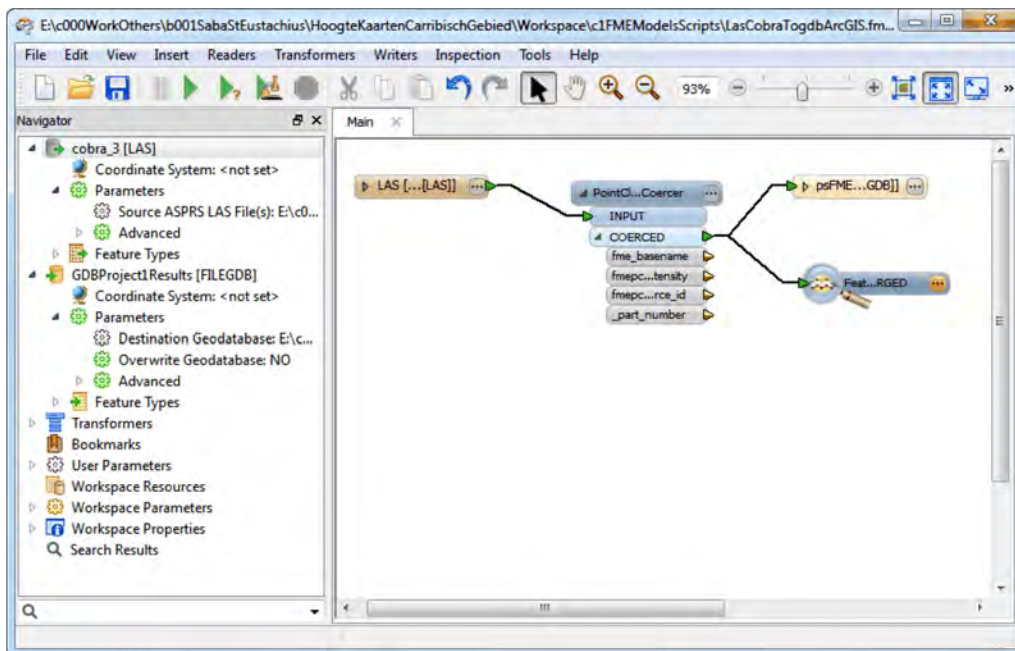 E:\c000WorkOthers\b001SabaStEustachius\HoogteKaartenCarribischGebied\Workspace\c1FMEModelsScripts\LasCobraTogdbArcGIS.fm...
File Edit View Insert Readers Transformers Writers Inspection Tools Help
93%
Navigator
Main
cobra_3 [LAS]
Coordinate System: <not set>
Parameters
Source ASPRS LAS File(s): E:\c0...
Advanced
Feature Types
GDBProject1Results [FILEGDB]
Coordinate System: <not set>
Parameters
Destination Geodatabase: E:\c...
Overwrite Geodatabase: NO
Advanced
Feature Types
Transformers
Bookmarks
User Parameters
Workspace Resources
Workspace Parameters
Workspace Properties
Search Results
LAS [...[LAS]]
PointCl...Coercer
INPUT
COERCED
fme_basename
fmepc...tensity
fmepc...rce_id
_part_number
psFME...GDB]]
Feat...RGED